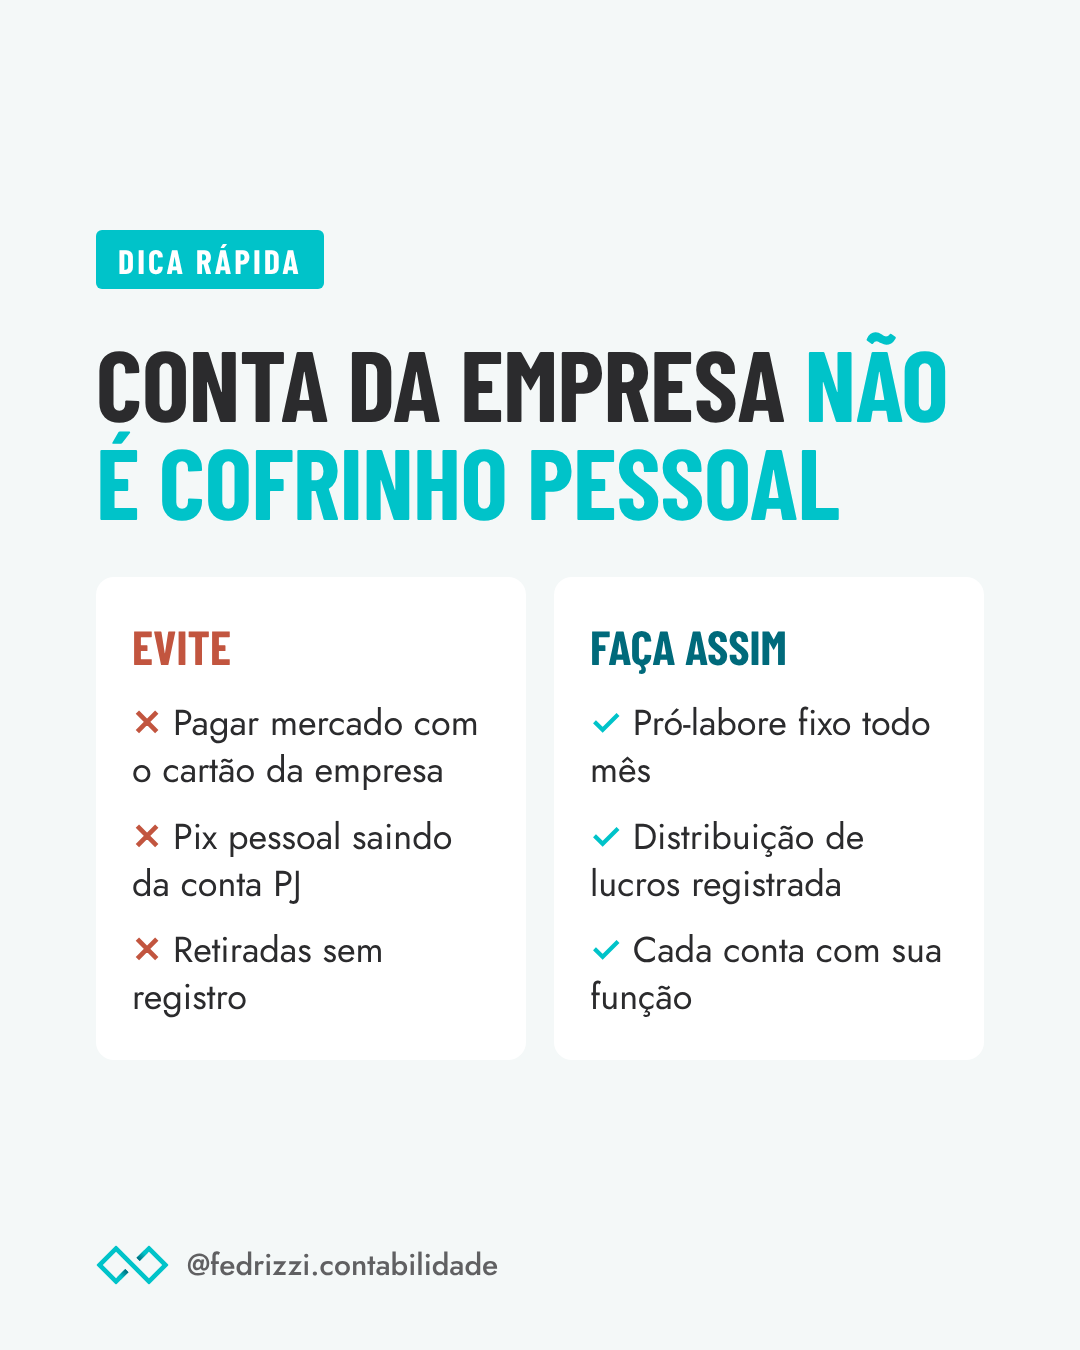 DICA RÁPIDA
CONTA DA EMPRESA NÃO
É COFRINHO PESSOAL
EVITE
✕ Pagar mercado com
o cartão da empresa
✕ Pix pessoal saindo
da conta PJ
✕ Retiradas sem
registro
FAÇA ASSIM
✓ Pró-labore fixo todo
mês
✓ Distribuição de
lucros registrada
✓ Cada conta com sua
função
@fedrizzi.contabilidade